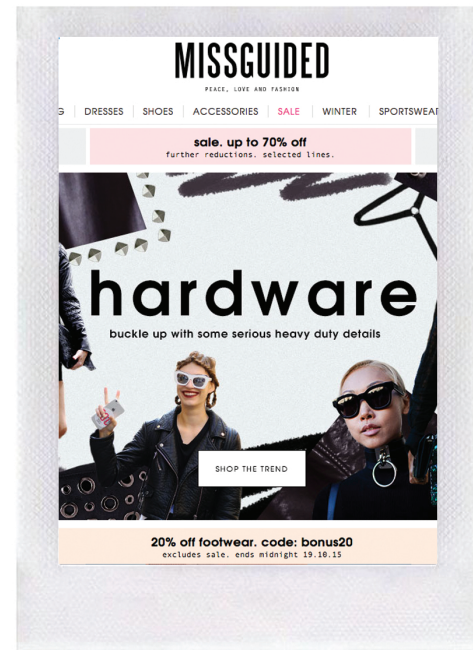 MISSGUIDED
PEACE, LOVE AND FASHION
G DRESSES SHOES ACCESSORIES SALE WINTER SPORTSWEAR
sale. up to 70% off
further reductions. selected lines.
hardware
buckle up with some serious heavy duty details
SHOP THE TREND
20% off footwear. code: bonus20
excludes sale. ends midnight 19.10.15